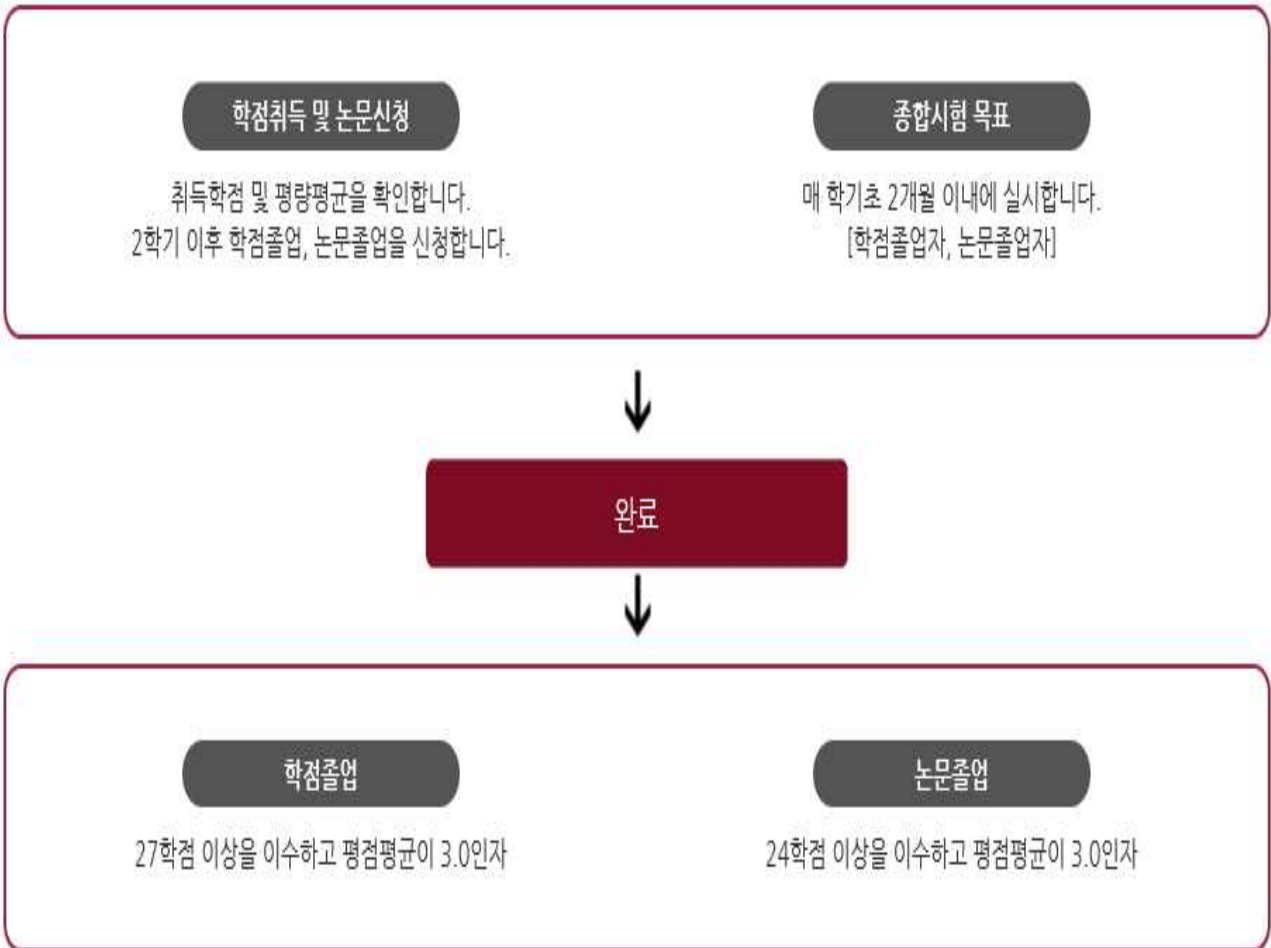 학점취득 및 논문신청
취득학점 및 평량평균을 확인합니다.
2학기 이후 학점졸업, 논문졸업을 신청합니다.
종합시험 목표
매 학기초 2개월 이내에 실시합니다.
[학점졸업자, 논문졸업자]
완료
학점졸업
27학점 이상을 이수하고 평점평균이 3.0인자
논문졸업
24학점 이상을 이수하고 평점평균이 3.0인자